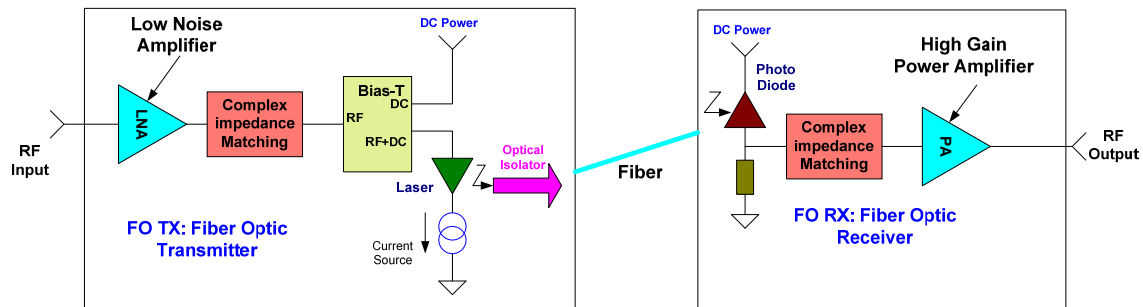 Low Noise
Amplifier
DC Power
LNA
Complex
impedance
Matching
Bias-T
DC
RF
RF+DC
RF
Input
Laser
Optical
Isolator
Current
Source
FO TX: Fiber Optic
Transmitter
Fiber
DC Power
Photo
Diode
High Gain
Power Amplifier
Complex
impedance
Matching
PA
RF
Output
FO RX: Fiber Optic
Receiver